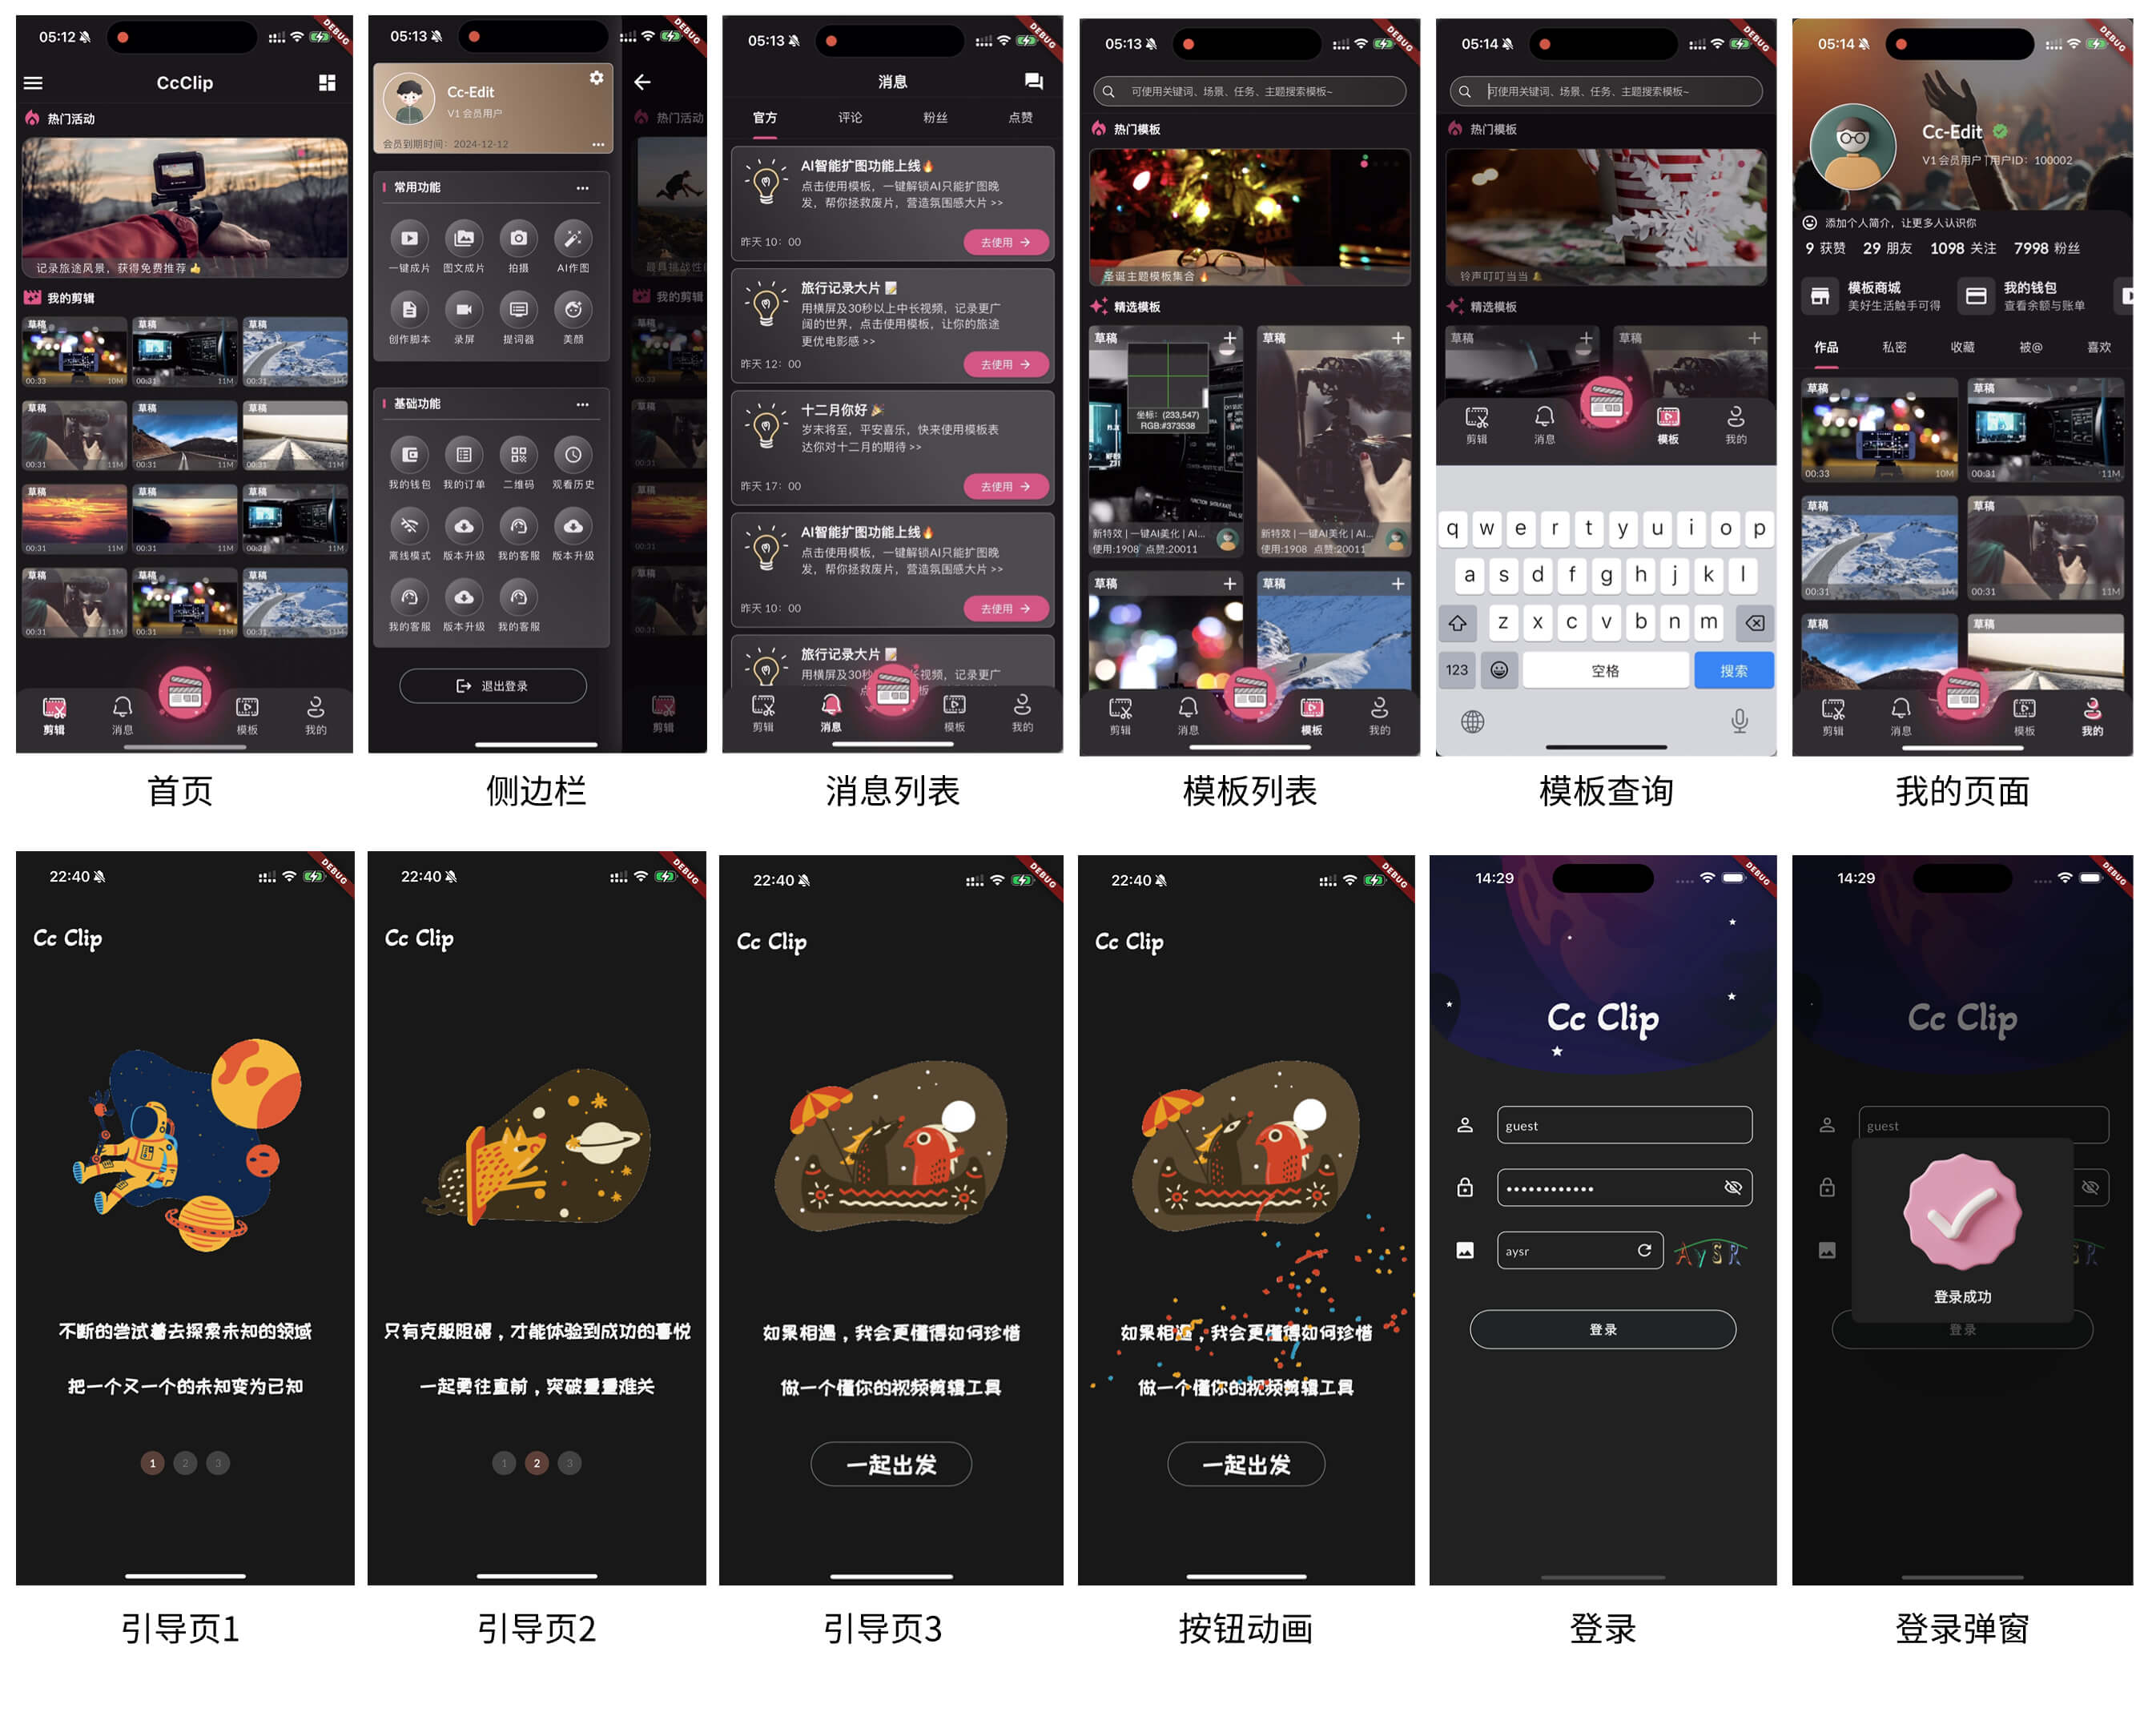 05:12
DEBUG
CcClip
热门活动
记录旅途风景，获得免费推荐👍
我的剪辑
草稿 草稿 草稿
00:33 10M 00:31 11M 00:31 1M
草稿 草稿 草稿
00:31 11M 00:31 11M 00:31 11M
草稿 草稿 草稿
00:31 11M 00:31 11M 00:31 11M
草稿 草稿 草稿
00:31 11M 00:31 11M 00:31 11M
剪辑 消息 模板 我的
首页
05:13
DEBUG
Cc-Edit
V1 会员用户
会员到期时间：2024-12-12
常用功能
一键成片 图文成片 拍摄 AI作图
创作脚本 录屏 提词器 美颜
基础功能
我的钱包 我的订单 二维码 观看历史
离线模式 版本升级 我的客服 版本升级
我的客服 版本升级 我的客服
退出登录
热门活动
最具挑战性
我的剪辑
草稿
00:33
草稿
00:31
草稿
00:31
草稿
00:31
剪辑
侧边栏
05:13
DEBUG
消息
官方 评论 粉丝 点赞
AI智能扩图功能上线🔥
点击使用模板，一键解锁AI只能扩图晚
发，帮你拯救废片，营造氛围感大片 >>
昨天 10：00 去使用
旅行记录大片📝
用横屏及30秒以上中长视频，记录更广
阔的世界，点击使用模板，让你的旅途
更优电影感 >>
昨天 12：00 去使用
十二月你好🎉
岁末将至，平安喜乐，快来使用模板表
达你对十二月的期待 >>
昨天 17：00 去使用
AI智能扩图功能上线🔥
点击使用模板，一键解锁AI只能扩图晚
发，帮你拯救废片，营造氛围感大片 >>
昨天 10：00 去使用
旅行记录大片📝
用横屏及30秒 长视频，记录更广
点 板
剪辑 消息 模板 我的
消息列表
05:13
DEBUG
可使用关键词、场景、任务、主题搜索模板~
热门模板
圣诞主题模板集合🔥
精选模板
草稿 + 草稿 +
坐标：(233,547)
RGB:#373538
新特效 | 一键AI美化 | AI...
使用:1908 点赞:20011
新特效 | 一键AI美化 | AI...
使用:1908 点赞:20011
草稿 + 草稿 +
剪辑 消息 模板 我的
模板列表
05:14
DEBUG
可使用关键词、场景、任务、主题搜索模板~
热门模板
铃声叮叮当当🔔
精选模板
草稿 + 草稿 +
剪辑 消息 模板 我的
q w e r t y u i o p
a s d f g h j k l
z x c v b n m
123 空格 搜索
模板查询
05:14
DEBUG
Cc-Edit
V1 会员用户 | 用户ID：100002
添加个人简介，让更多人认识你
9 获赞 29 朋友 1098 关注 7998 粉丝
模板商城
美好生活触手可得
我的钱包
查看余额与账单
作品 私密 收藏 被@ 喜欢
草稿 草稿
00:33 10M 00:31 11M
草稿 草稿
00:31 1M 00:31 11M
草稿 草稿
剪辑 消息 模板 我的
我的页面
22:40
DEBUG
Cc Clip
不断的尝试着去探索未知的领域
把一个又一个的未知变为已知
1 2 3
引导页1
22:40
DEBUG
Cc Clip
只有克服阻碍，才能体验到成功的喜悦
一起勇往直前，突破重重难关
1 2 3
引导页2
22:40
DEBUG
Cc Clip
如果相遇，我会更懂得如何珍惜
做一个懂你的视频剪辑工具
一起出发
引导页3
22:40
DEBUG
Cc Clip
如果相遇，我会更懂得如何珍惜
做一个懂你的视频剪辑工具
一起出发
按钮动画
14:29
DEBUG
Cc Clip
guest
aysr AySR
登录
登录
14:29
DEBUG
Cc Clip
guest
SR
登录成功
登录
登录弹窗